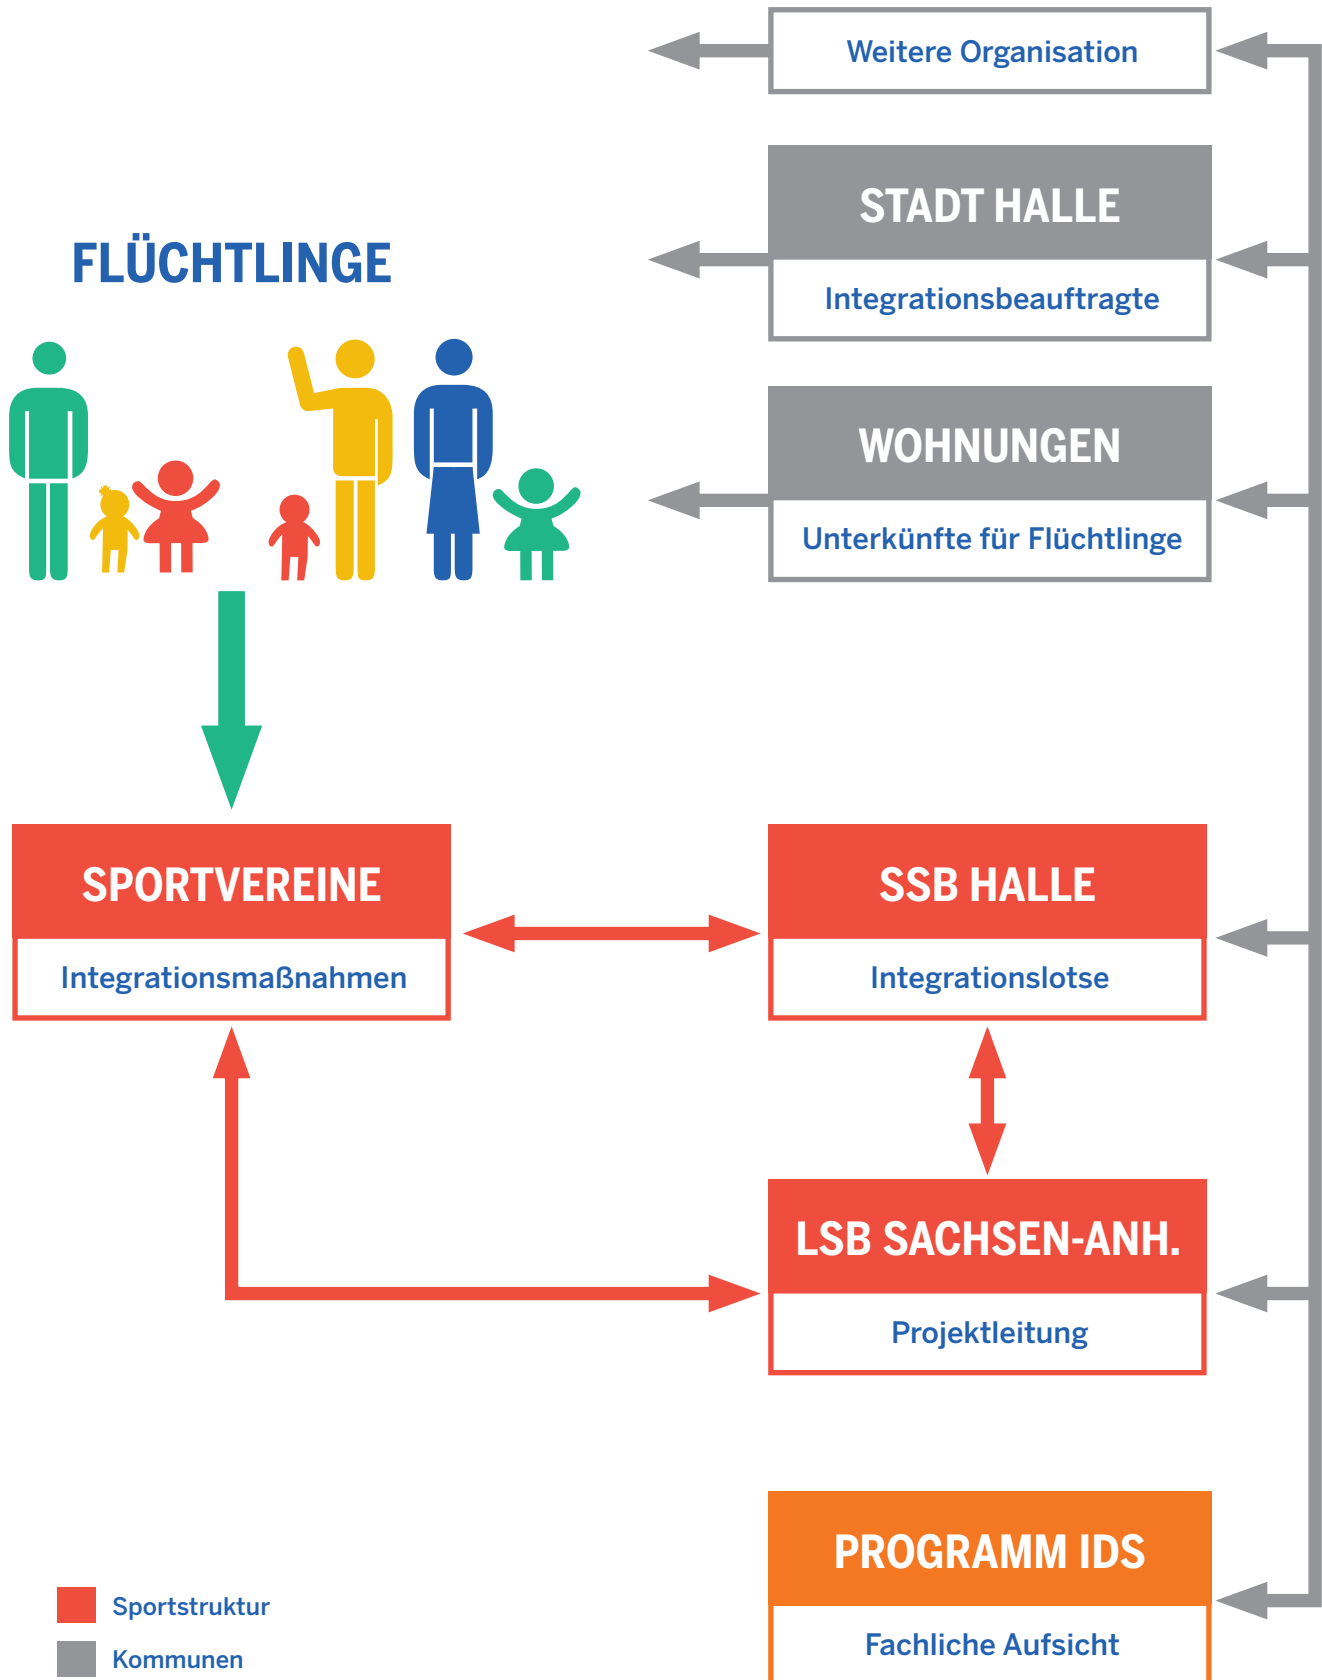 Weitere Organisation
STADT HALLE
Integrationsbeauftragte
FLÜCHTLINGE
WOHNUNGEN
Unterkünfte für Flüchtlinge
SPORTVEREINE
Integrationsmaßnahmen
SSB HALLE
Integrationslotse
LSB SACHSEN-ANH.
Projektleitung
PROGRAMM IDS
Fachliche Aufsicht
Sportstruktur
Kommunen